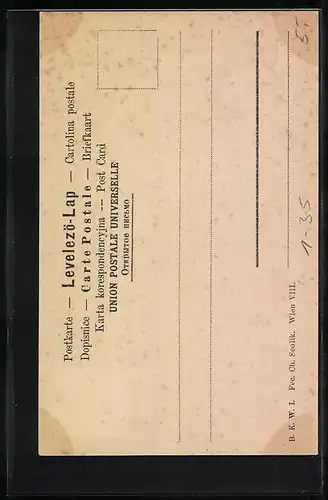 Postkarte — Levelező-Lap — Cartolina postale
Dopisnice — Carte Postale — Briefkaart
Karta korespondencyjna — Post Card
UNION POSTALE UNIVERSELLE
Открытое письмо
B. K. W. I. Fec. Ch. Scolik. Wien VIII.
1-35
5.-